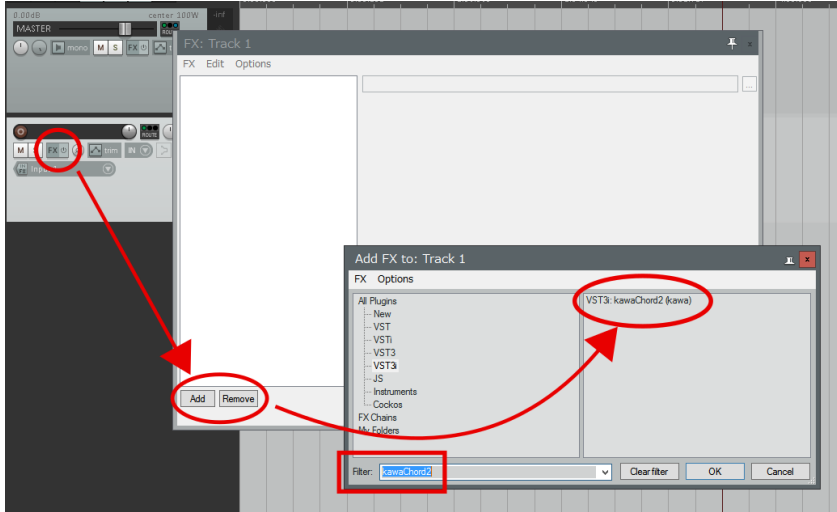 0.00dB center 100W -inf
MASTER
mono M S FX
FX: Track 1
FX Edit Options
...
ROUTE
M S FX trim IN
Input
Add Remove
Add FX to: Track 1
FX Options
All Plugins
New
VST
VSTi
VST3
VST3i
JS
Instruments
Cockos
FX Chains
My Folders
VST3i: kawaChord2 (kawa)
Filter: kawaChord2 Clear filter OK Cancel